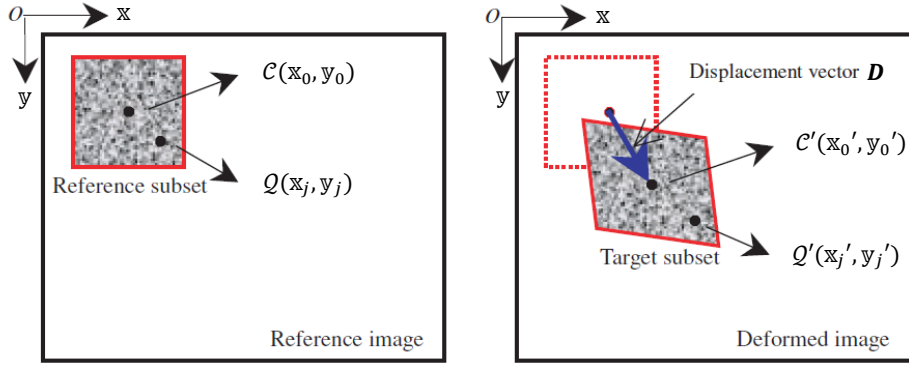 O x
y
C(x₀, y₀)
Reference subset
Q(xⱼ, yⱼ)
Reference image
O x
y
Displacement vector D
C′(x₀′, y₀′)
Target subset
Q′(xⱼ′, yⱼ′)
Deformed image